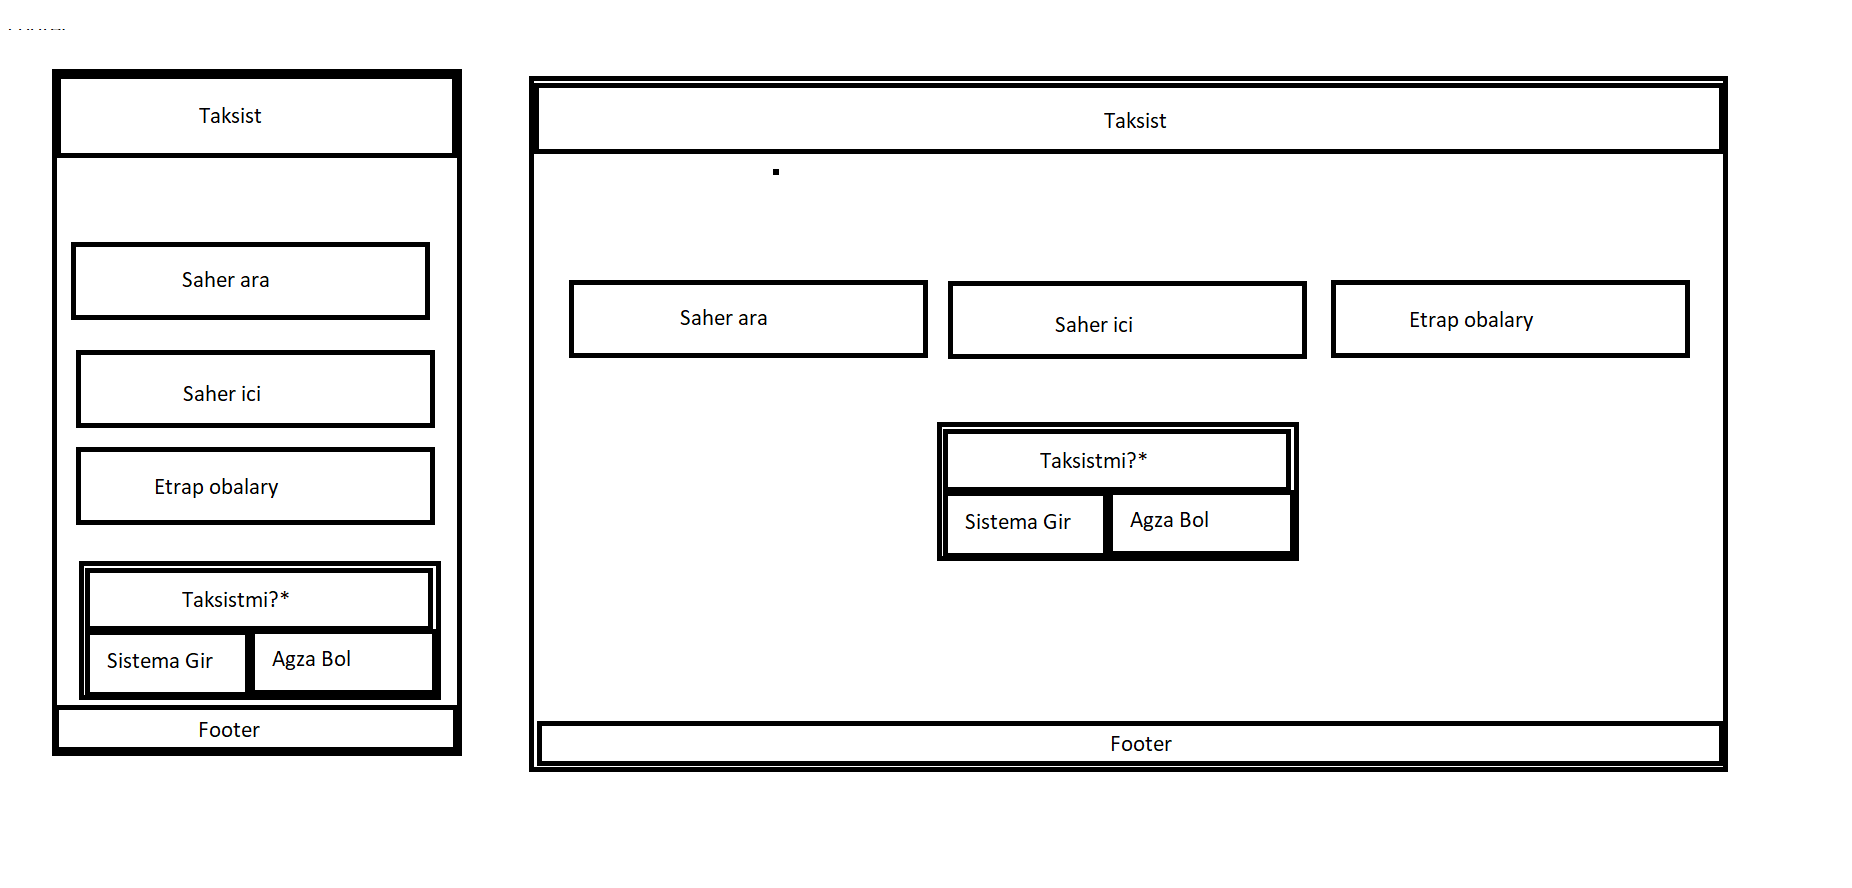 Taksist
Saher ara
Saher ici
Etrap obalary
Taksistmi?*
Sistema Gir
Agza Bol
Footer
Taksist
Saher ara
Saher ici
Etrap obalary
Taksistmi?*
Sistema Gir
Agza Bol
Footer